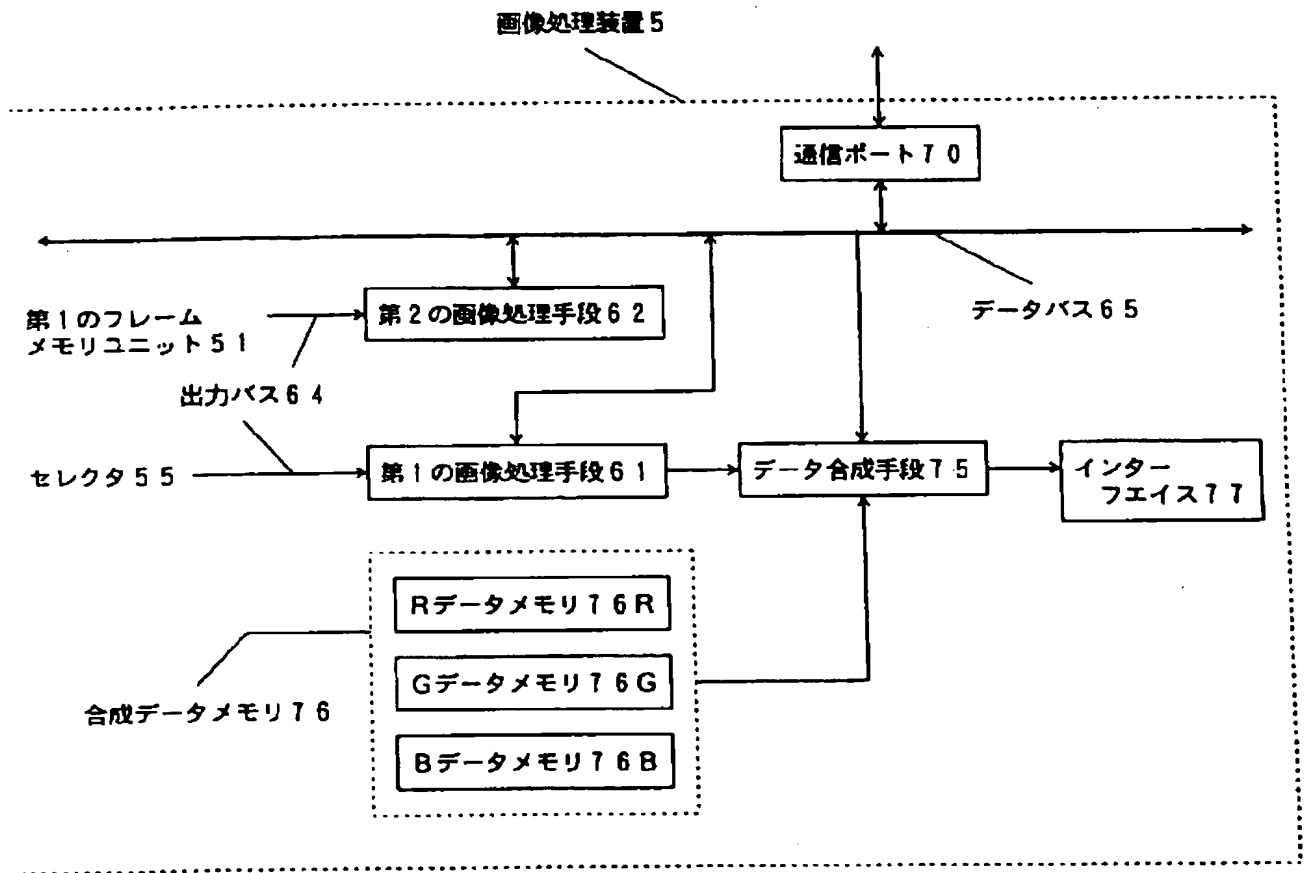 画像処理装置5
通信ポート70
データバス65
第1のフレーム
メモリユニット51
第2の画像処理手段62
出力バス64
セレクタ55
第1の画像処理手段61
データ合成手段75
インター
フエイス77
Rデータメモリ76R
Gデータメモリ76G
Bデータメモリ76B
合成データメモリ76